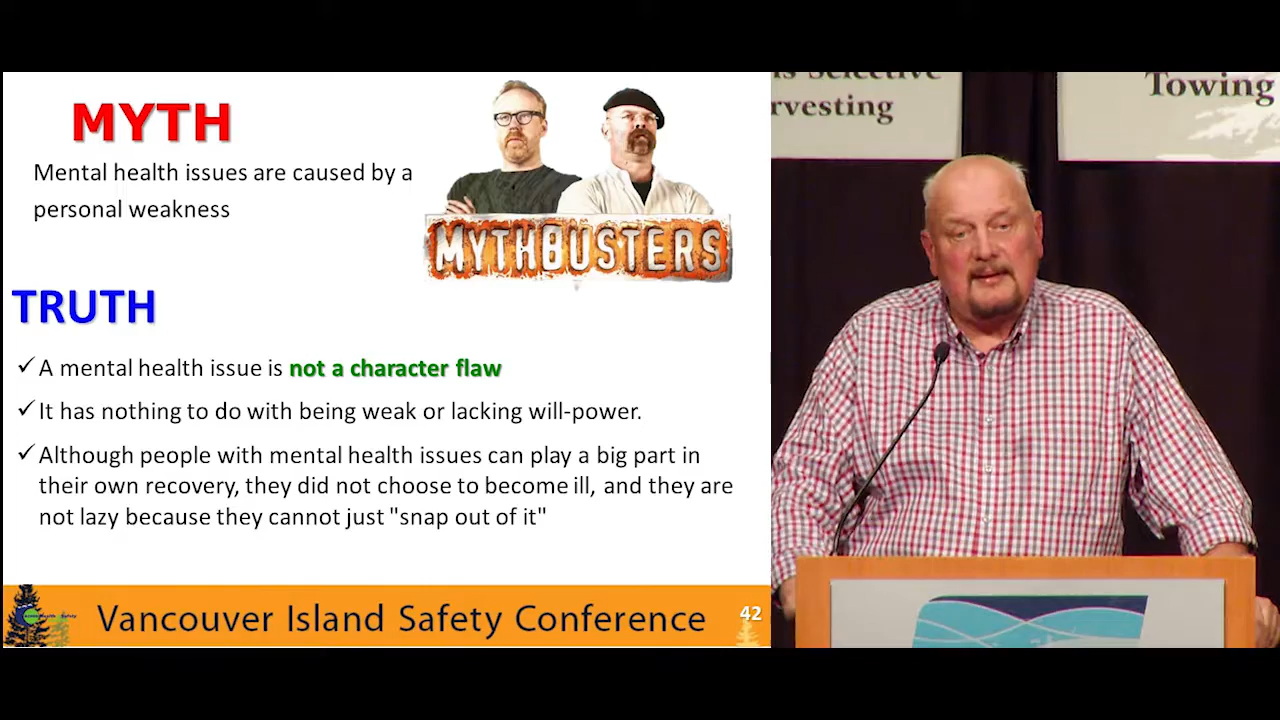 MYTH
Mental health issues are caused by a
personal weakness
MYTHBUSTERS
TRUTH
✓ A mental health issue is not a character flaw
✓ It has nothing to do with being weak or lacking will-power.
✓ Although people with mental health issues can play a big part in
their own recovery, they did not choose to become ill, and they are
not lazy because they cannot just "snap out of it"
Vancouver Island Safety Conference
42
Selective
Towing